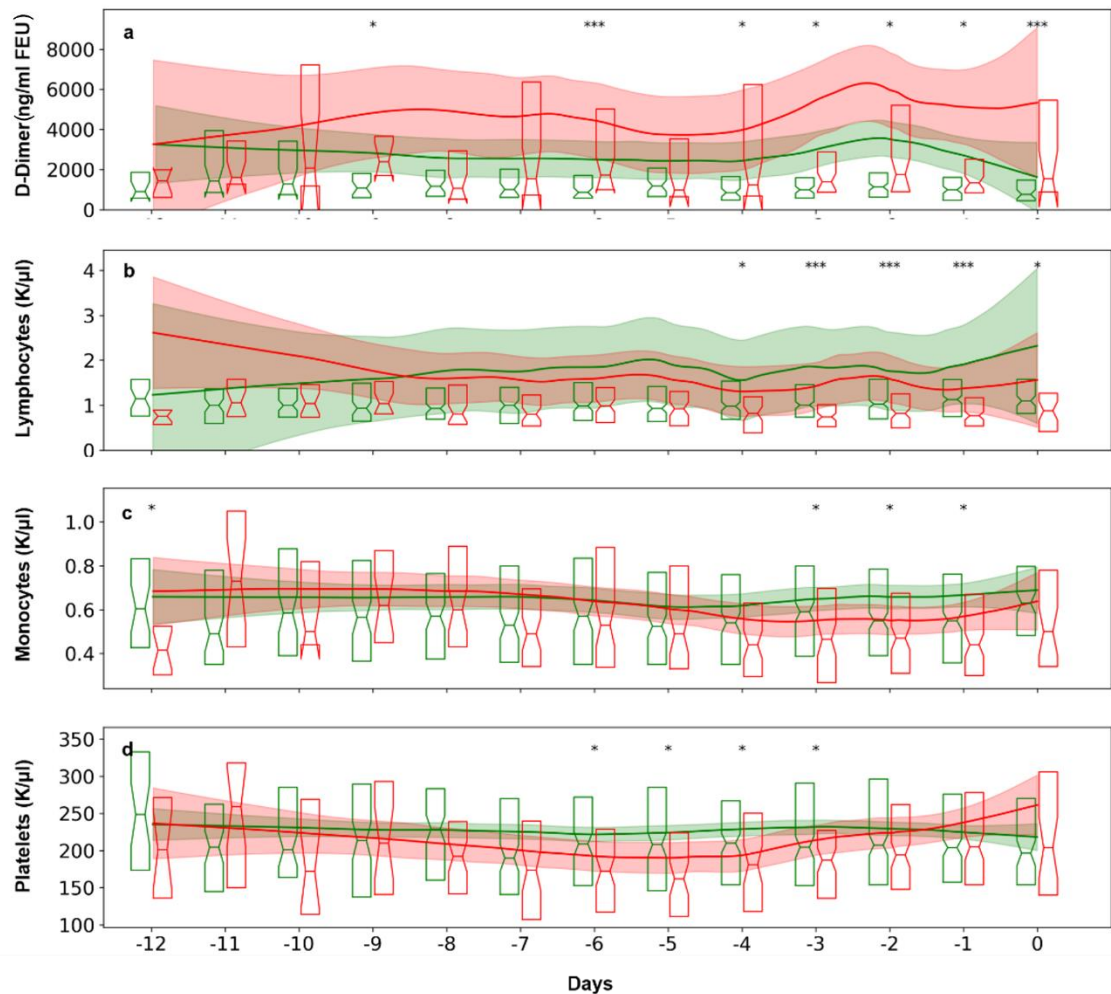 a
* *** * * * * ***
D-Dimer(ng/ml FEU)
8000
6000
4000
2000
0
b
* *** *** *** *
Lymphocytes (K/µl)
4
3
2
1
0
c
* * * *
Monocytes (K/µl)
1.0
0.8
0.6
0.4
d
* * * *
Platelets (K/µl)
350
300
250
200
150
100
-12 -11 -10 -9 -8 -7 -6 -5 -4 -3 -2 -1 0
Days